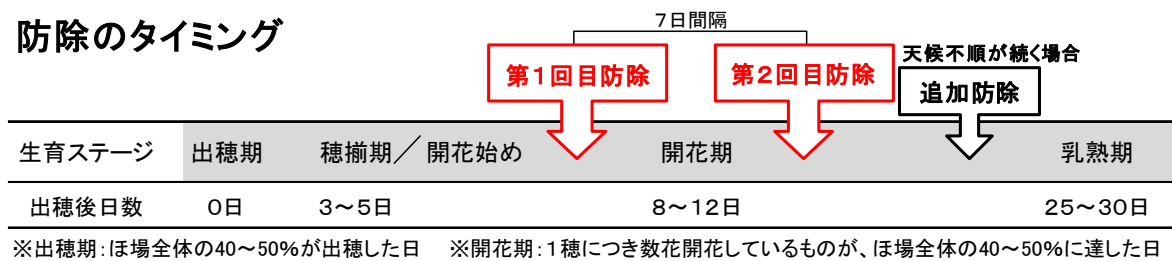 防除のタイミング
7日間隔
第1回目防除
第2回目防除
天候不順が続く場合
追加防除
生育ステージ 出穂期 穂揃期／開花始め 開花期 乳熟期
出穂後日数 0日 3～5日 8～12日 25～30日
※出穂期：ほ場全体の40～50%が出穂した日 ※開花期：1穂につき数花開花しているものが、ほ場全体の40～50%に達した日